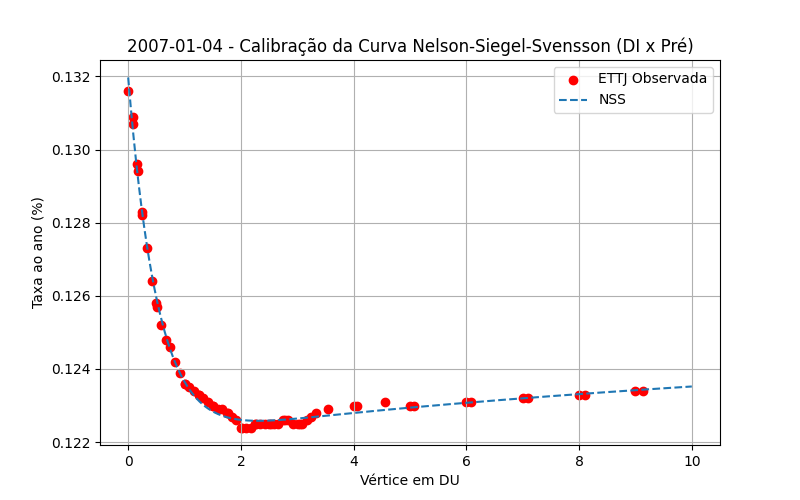 2007-01-04 - Calibração da Curva Nelson-Siegel-Svensson (DI x Pré)
ETTJ Observada
NSS
Taxa ao ano (%)
0.132
0.130
0.128
0.126
0.124
0.122
0
2
4
6
8
10
Vértice em DU